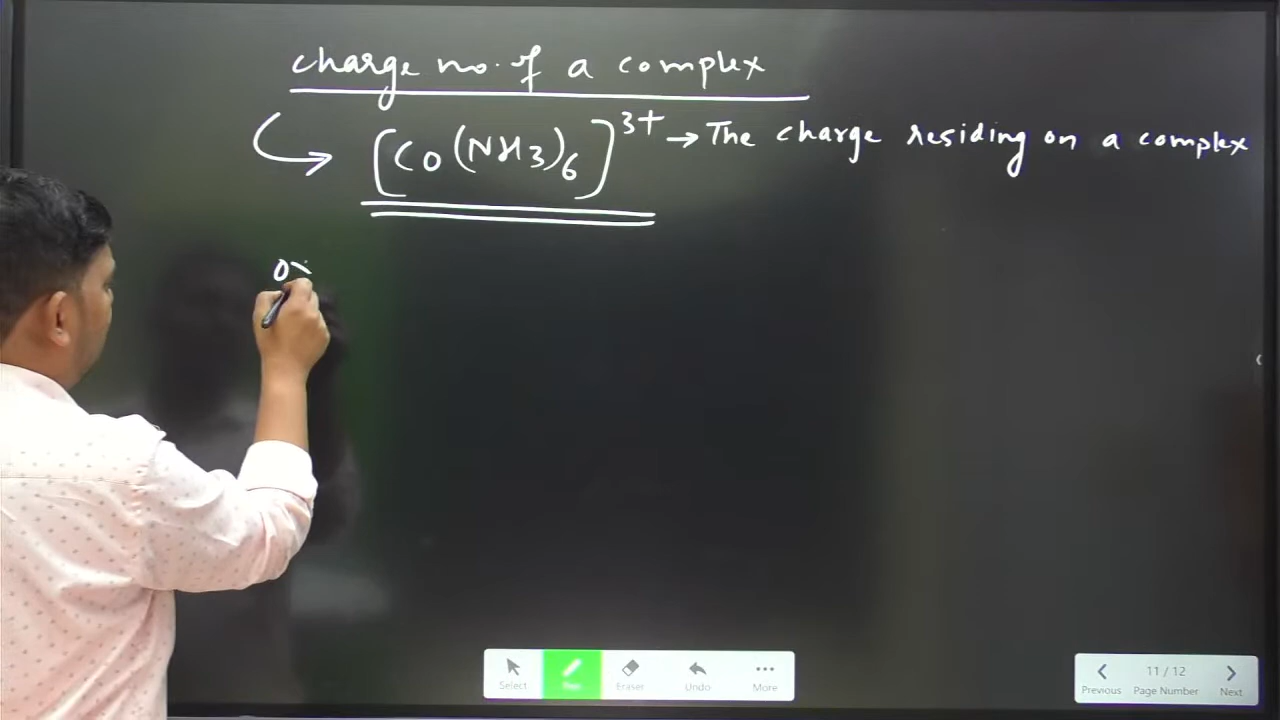 charge no. of a complex
[Co(NH3)6]3+ → The charge residing on a complex
ox
Select Pen Eraser Undo More
11 / 12
Previous Page Number Next